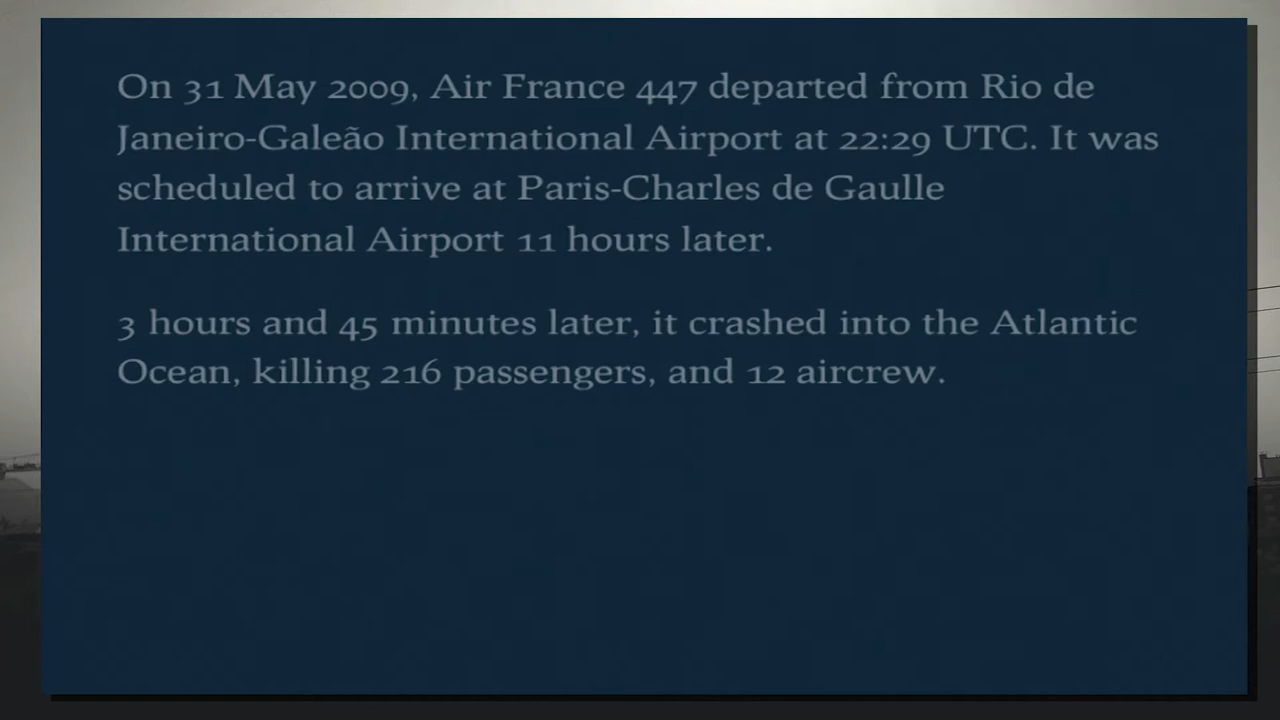 On 31 May 2009, Air France 447 departed from Rio de
Janeiro-Galeão International Airport at 22:29 UTC. It was
scheduled to arrive at Paris-Charles de Gaulle
International Airport 11 hours later.
3 hours and 45 minutes later, it crashed into the Atlantic
Ocean, killing 216 passengers, and 12 aircrew.